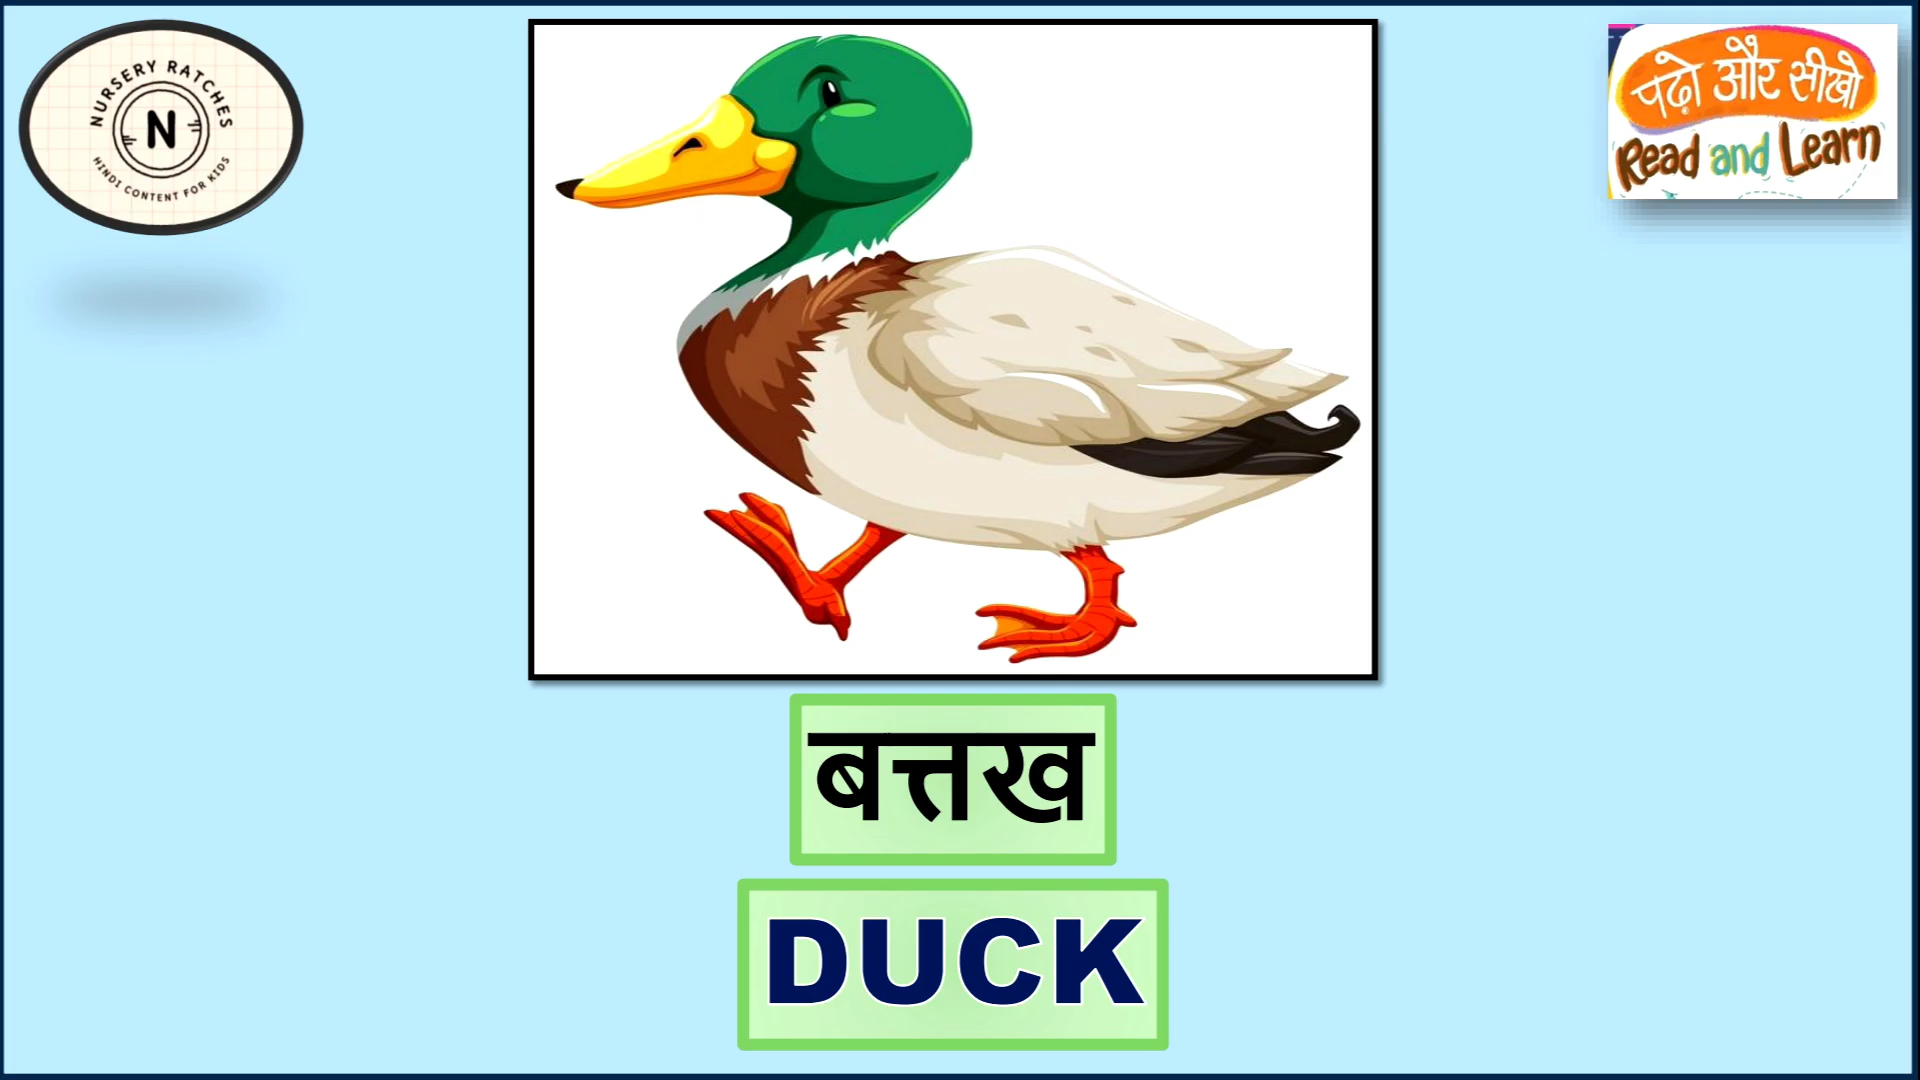 NURSERY RATCHES
N
HINDI CONTENT FOR KIDS
पढ़ो और सीखो
Read and Learn
बत्तख
DUCK